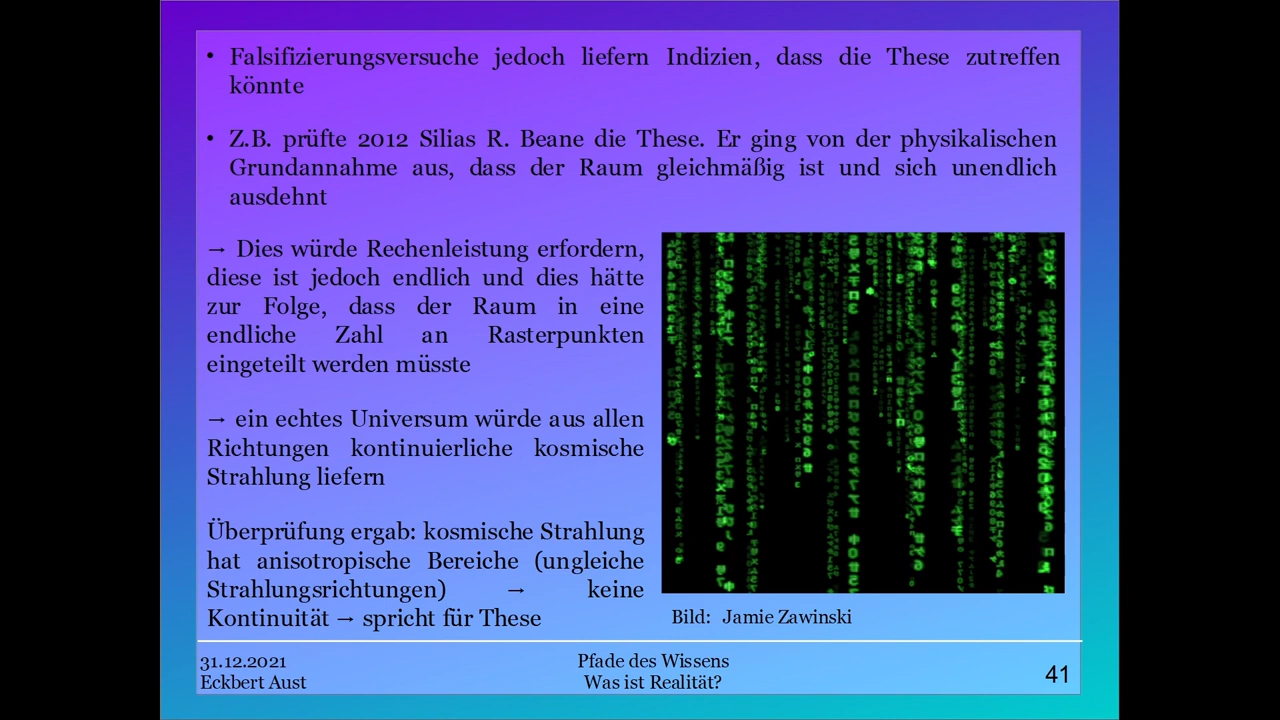 • Falsifizierungsversuche jedoch liefern Indizien, dass die These zutreffen
könnte
• Z.B. prüfte 2012 Silias R. Beane die These. Er ging von der physikalischen
Grundannahme aus, dass der Raum gleichmäßig ist und sich unendlich
ausdehnt
→ Dies würde Rechenleistung erfordern,
diese ist jedoch endlich und dies hätte
zur Folge, dass der Raum in eine
endliche Zahl an Rasterpunkten
eingeteilt werden müsste
→ ein echtes Universum würde aus allen
Richtungen kontinuierliche kosmische
Strahlung liefern
Überprüfung ergab: kosmische Strahlung
hat anisotropische Bereiche (ungleiche
Strahlungsrichtungen) → keine
Kontinuität → spricht für These
Bild: Jamie Zawinski
31.12.2021
Eckbert Aust
Pfade des Wissens
Was ist Realität?
41